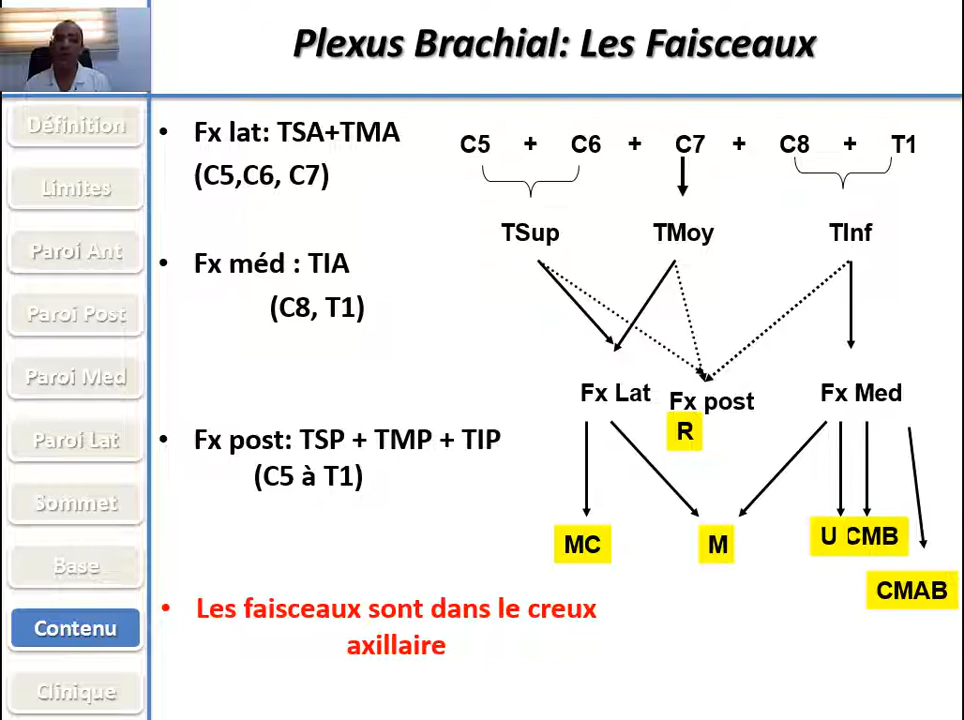 Plexus Brachial: Les Faisceaux
Définition
Limites
Paroi Ant
Paroi Post
Paroi Med
Paroi Lat
Sommet
Base
Contenu
Clinique
• Fx lat: TSA+TMA
(C5,C6, C7)
• Fx méd : TIA
(C8, T1)
• Fx post: TSP + TMP + TIP
(C5 à T1)
• Les faisceaux sont dans le creux
axillaire
C5 + C6 + C7 + C8 + T1
TSup TMoy TInf
Fx Lat Fx post Fx Med
R
MC M U CMB
CMAB